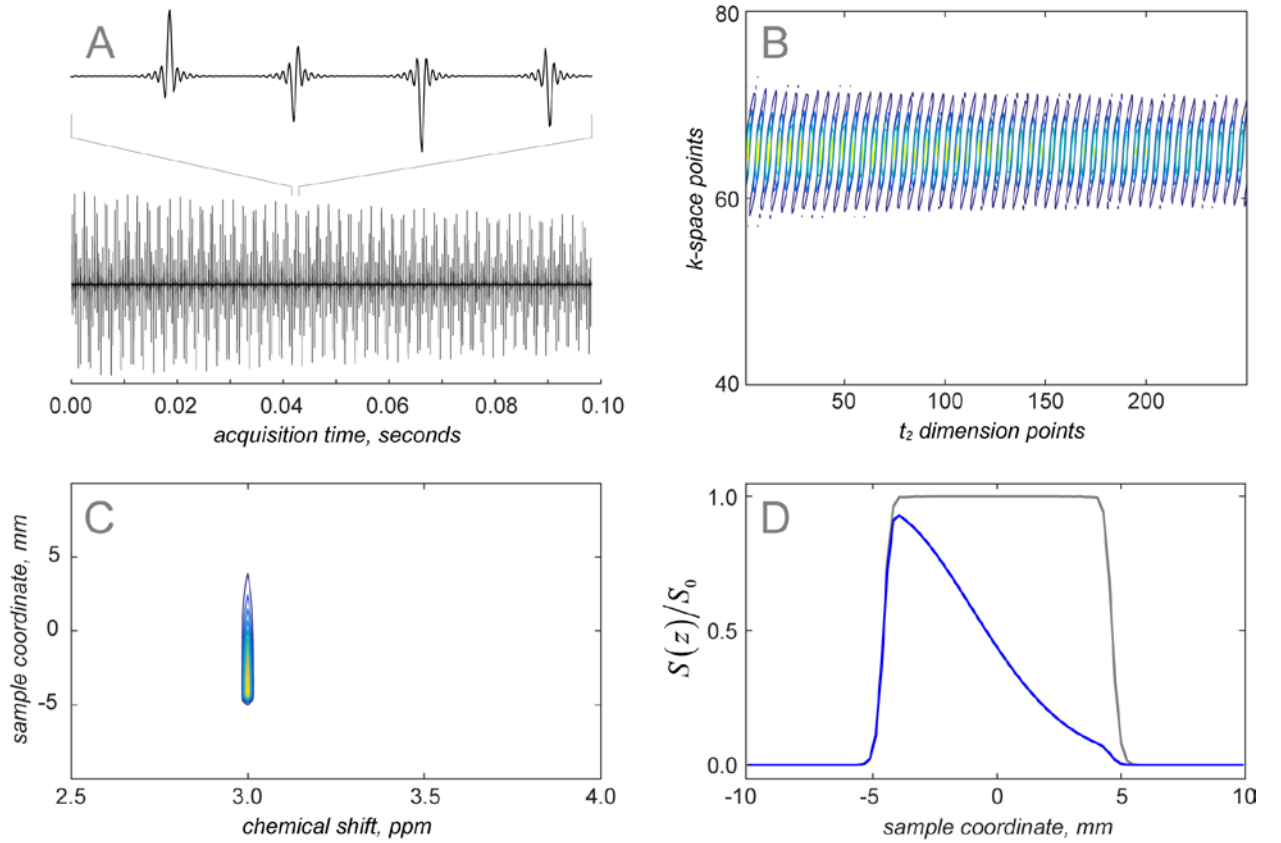 A
0.00 0.02 0.04 0.06 0.08 0.10
acquisition time, seconds
B
80
60
40
k-space points
50 100 150 200
t₂ dimension points
C
5
0
-5
sample coordinate, mm
2.5 3.0 3.5 4.0
chemical shift, ppm
D
1.0
0.5
0.0
S(z)/S₀
-10 -5 0 5 10
sample coordinate, mm